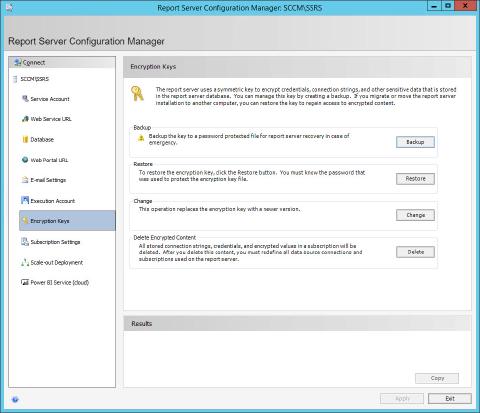 Report Server Configuration Manager: SCCM\SSRS
Report Server Configuration Manager
Connect
SCCM\SSRS
Service Account
Web Service URL
Database
Web Portal URL
E-mail Settings
Execution Account
Encryption Keys
Subscription Settings
Scale-out Deployment
Power BI Service (cloud)
Encryption Keys
The report server uses a symmetric key to encrypt credentials, connection strings, and other sensitive data that is stored
in the report server database. You can manage this key by creating a backup. If you migrate or move the report server
installation to another computer, you can restore the key to regain access to encrypted content.
Backup
Backup the key to a password protected file for report server recovery in case of
emergency.
Backup
Restore
To restore the encryption key, click the Restore button. You must know the password that
was used to protect the encryption key file.
Restore
Change
This operation replaces the encryption key with a newer version.
Change
Delete Encrypted Content
All stored connection strings, credentials, and encrypted values in a subscription will be
deleted. After you delete this content, you must redefine all data source connections and
subscriptions used on the report server.
Delete
Results
Copy
Apply
Exit